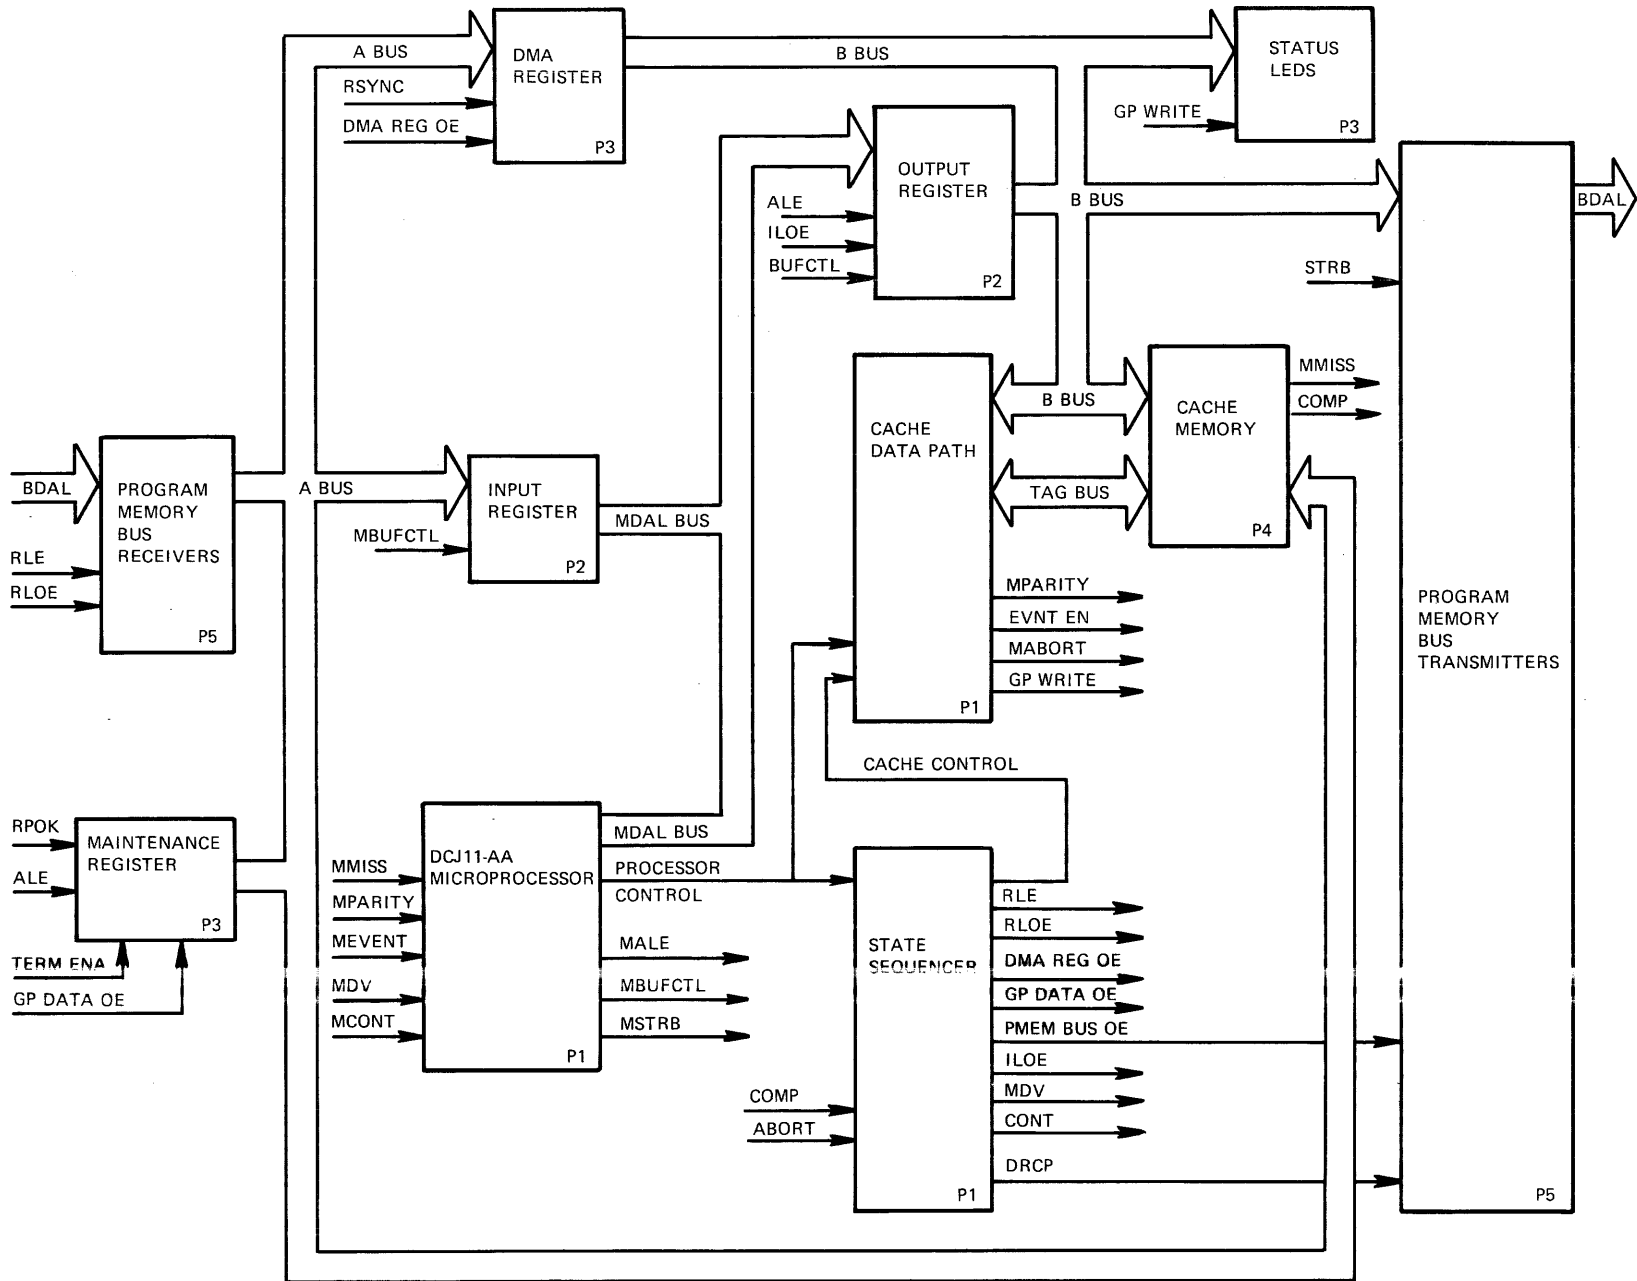 A BUS
DMA
REGISTER
P3
RSYNC
DMA REG OE
B BUS
STATUS
LEDS
P3
GP WRITE
OUTPUT
REGISTER
P2
ALE
ILOE
BUFCTL
B BUS
BDAL
STRB
PROGRAM
MEMORY
BUS
TRANSMITTERS
P5
BDAL
PROGRAM
MEMORY
BUS
RECEIVERS
P5
RLE
RLOE
A BUS
INPUT
REGISTER
P2
MBUFCTL
MDAL BUS
CACHE
DATA PATH
P1
B BUS
TAG BUS
CACHE
MEMORY
P4
MMISS
COMP
MPARITY
EVNT EN
MABORT
GP WRITE
CACHE CONTROL
RPOK
ALE
MAINTENANCE
REGISTER
P3
TERM ENA
GP DATA OE
MMISS
MPARITY
MEVENT
MDV
MCONT
DCJ11-AA
MICROPROCESSOR
P1
MDAL BUS
PROCESSOR
CONTROL
MALE
MBUFCTL
MSTRB
COMP
ABORT
STATE
SEQUENCER
P1
RLE
RLOE
DMA REG OE
GP DATA OE
PMEM BUS OE
ILOE
MDV
CONT
DRCP